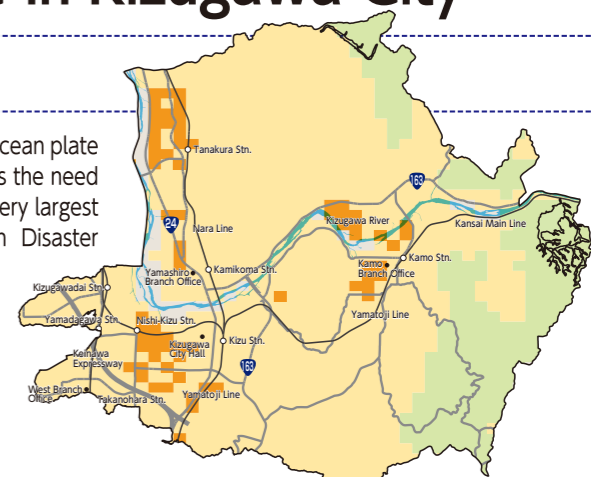 in Kizugawa City
ocean plate
s the need
ery largest
n Disaster
Tanakura Stn.
163
Kizugawa River
24
Kansai Main Line
Nara Line
Kamo Stn.
Kamo
Branch Office
Yamashiro
Branch Office
Kamikoma Stn.
Kizugawadai Stn.
Yamatoji Line
Yamadagawa Stn.
Nishi-Kizu Stn.
Kizugawa
City Hall
Kizu Stn.
Keinawa
Expressway
163
West Branch
Office
Takanohara Stn.
Yamatoji Line